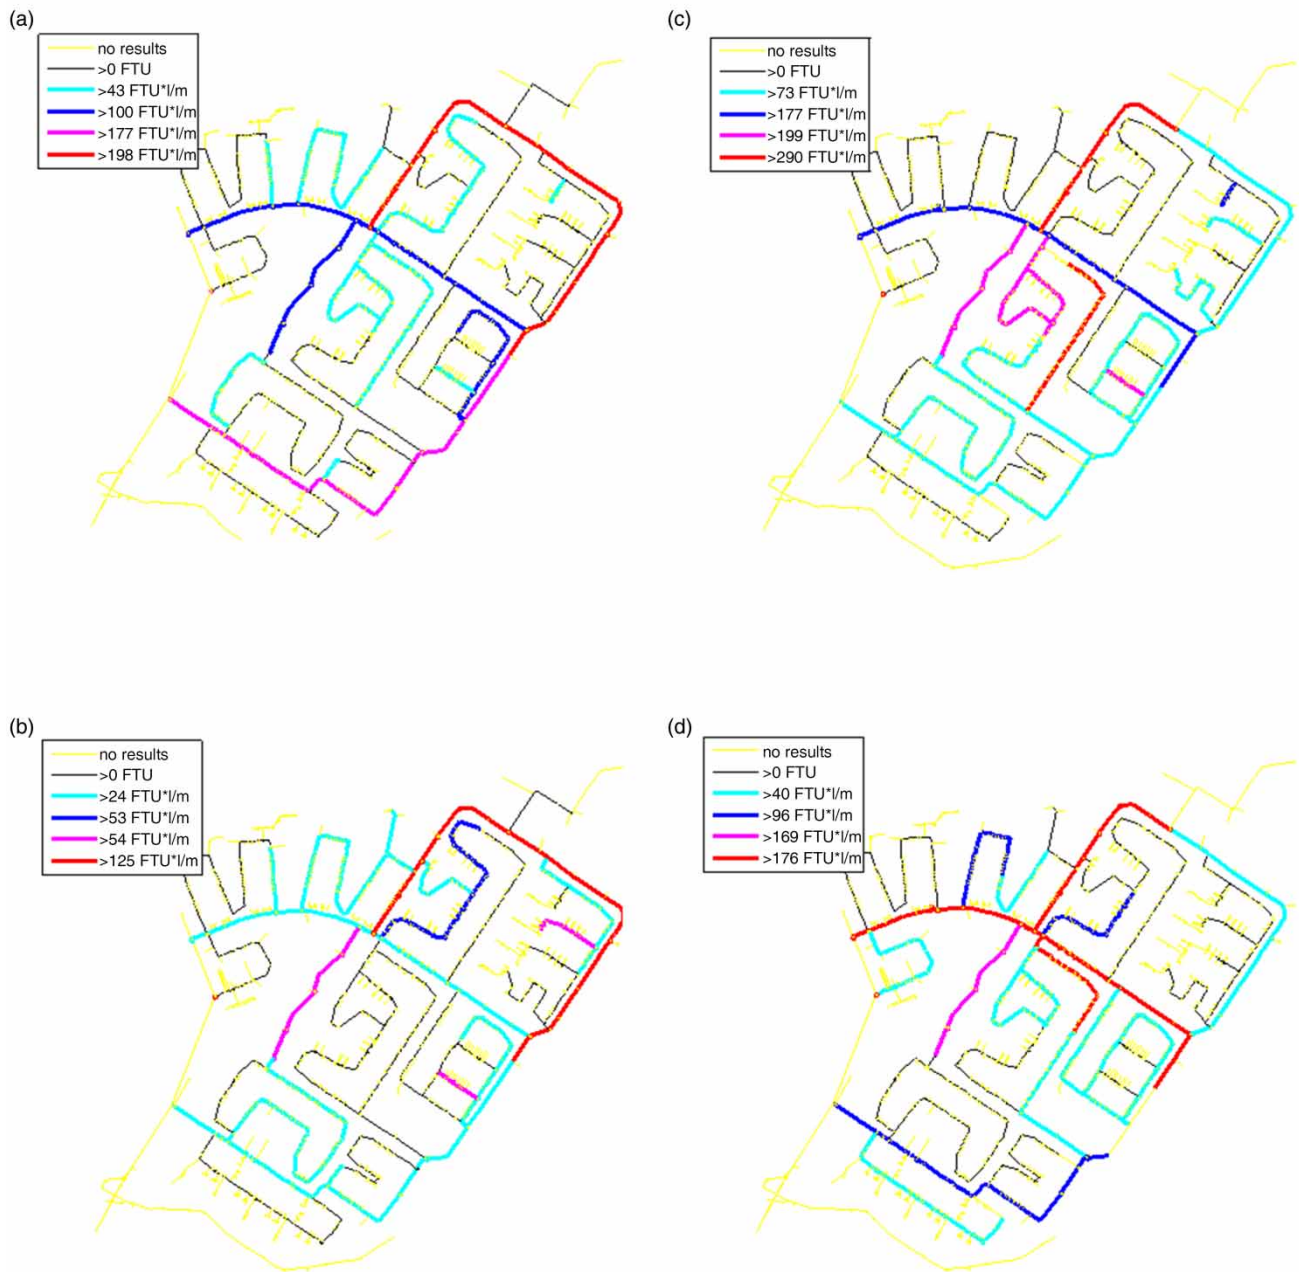 (a)
no results
>0 FTU
>43 FTU*l/m
>100 FTU*l/m
>177 FTU*l/m
>198 FTU*l/m
(c)
no results
>0 FTU
>73 FTU*l/m
>177 FTU*l/m
>199 FTU*l/m
>290 FTU*l/m
(b)
no results
>0 FTU
>24 FTU*l/m
>53 FTU*l/m
>54 FTU*l/m
>125 FTU*l/m
(d)
no results
>0 FTU
>40 FTU*l/m
>96 FTU*l/m
>169 FTU*l/m
>176 FTU*l/m